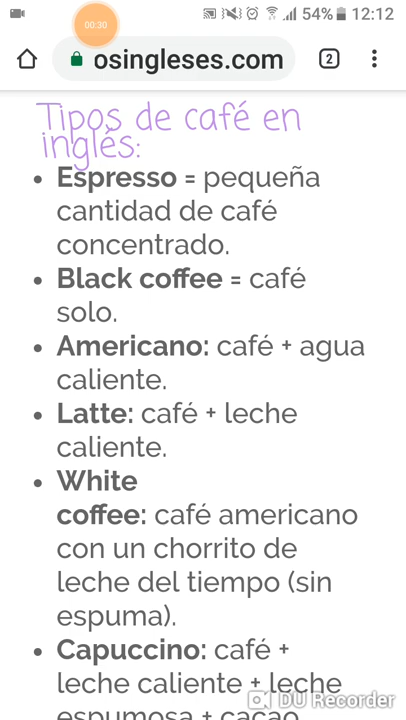 00:30
54% 12:12
osingleses.com
2
Tipos de café en
inglés:
• Espresso = pequeña
cantidad de café
concentrado.
• Black coffee = café
solo.
• Americano: café + agua
caliente.
• Latte: café + leche
caliente.
• White
coffee: café americano
con un chorrito de
leche del tiempo (sin
espuma).
• Capuccino: café +
leche caliente + leche
espumosa + cacao
DU Recorder